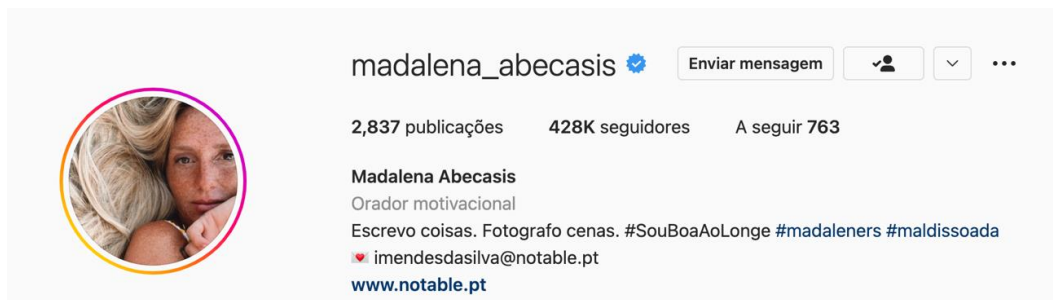 madalena_abecasis Enviar mensagem
2,837 publicações 428K seguidores A seguir 763
Madalena Abecasis
Orador motivacional
Escrevo coisas. Fotografo cenas. #SouBoaAoLonge #madaleners #maldissoada
💌 imendesdasilva@notable.pt
www.notable.pt